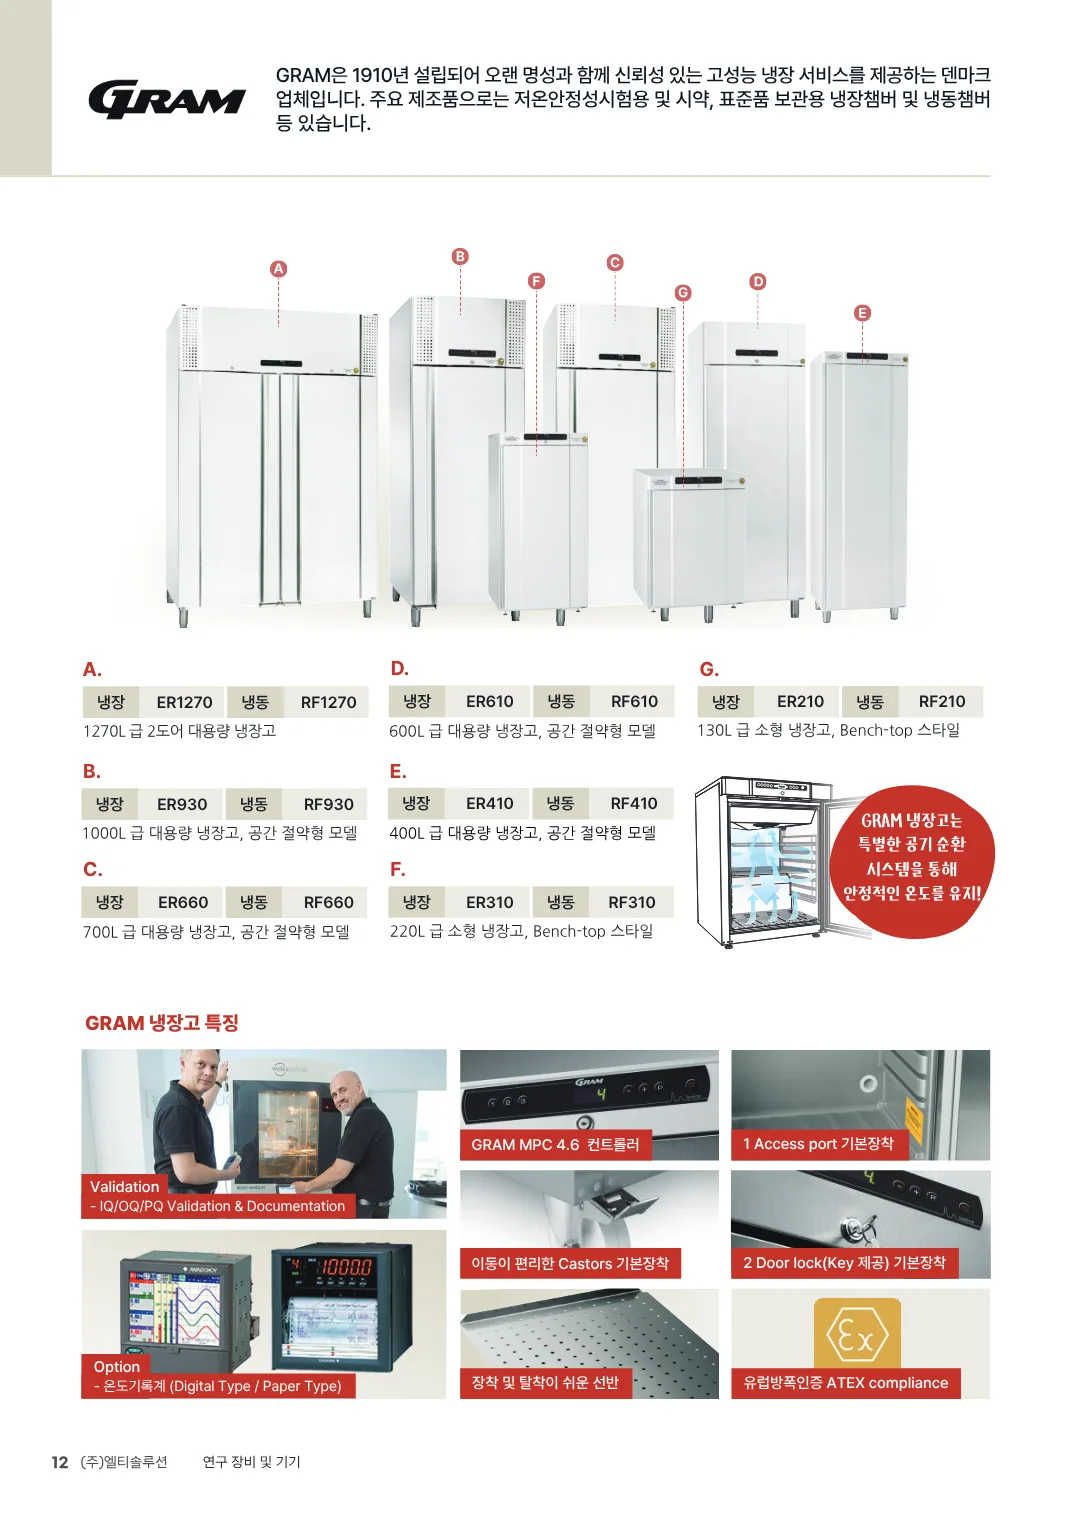 GRAM
GRAM은 1910년 설립되어 오랜 명성과 함께 신뢰성 있는 고성능 냉장 서비스를 제공하는 덴마크
업체입니다. 주요 제조품으로는 저온안정성시험용 및 시약, 표준품 보관용 냉장챔버 및 냉동챔버
등 있습니다.
A
B
C
F
G
D
E
A.
냉장 ER1270 냉동 RF1270
1270L 급 2도어 대용량 냉장고
B.
냉장 ER930 냉동 RF930
1000L 급 대용량 냉장고, 공간 절약형 모델
C.
냉장 ER660 냉동 RF660
700L 급 대용량 냉장고, 공간 절약형 모델
D.
냉장 ER610 냉동 RF610
600L 급 대용량 냉장고, 공간 절약형 모델
E.
냉장 ER410 냉동 RF410
400L 급 대용량 냉장고, 공간 절약형 모델
F.
냉장 ER310 냉동 RF310
220L 급 소형 냉장고, Bench-top 스타일
G.
냉장 ER210 냉동 RF210
130L 급 소형 냉장고, Bench-top 스타일
GRAM 냉장고는
특별한 공기 순환
시스템을 통해
안정적인 온도를 유지!
GRAM 냉장고 특징
Validation
- IQ/OQ/PQ Validation & Documentation
Option
- 온도기록계 (Digital Type / Paper Type)
GRAM
4
GRAM MPC 4.6 컨트롤러
1 Access port 기본장착
이동이 편리한 Castors 기본장착
2 Door lock(Key 제공) 기본장착
장착 및 탈착이 쉬운 선반
Ex
유럽방폭인증 ATEX compliance
12 (주)엘티솔루션 연구 장비 및 기기